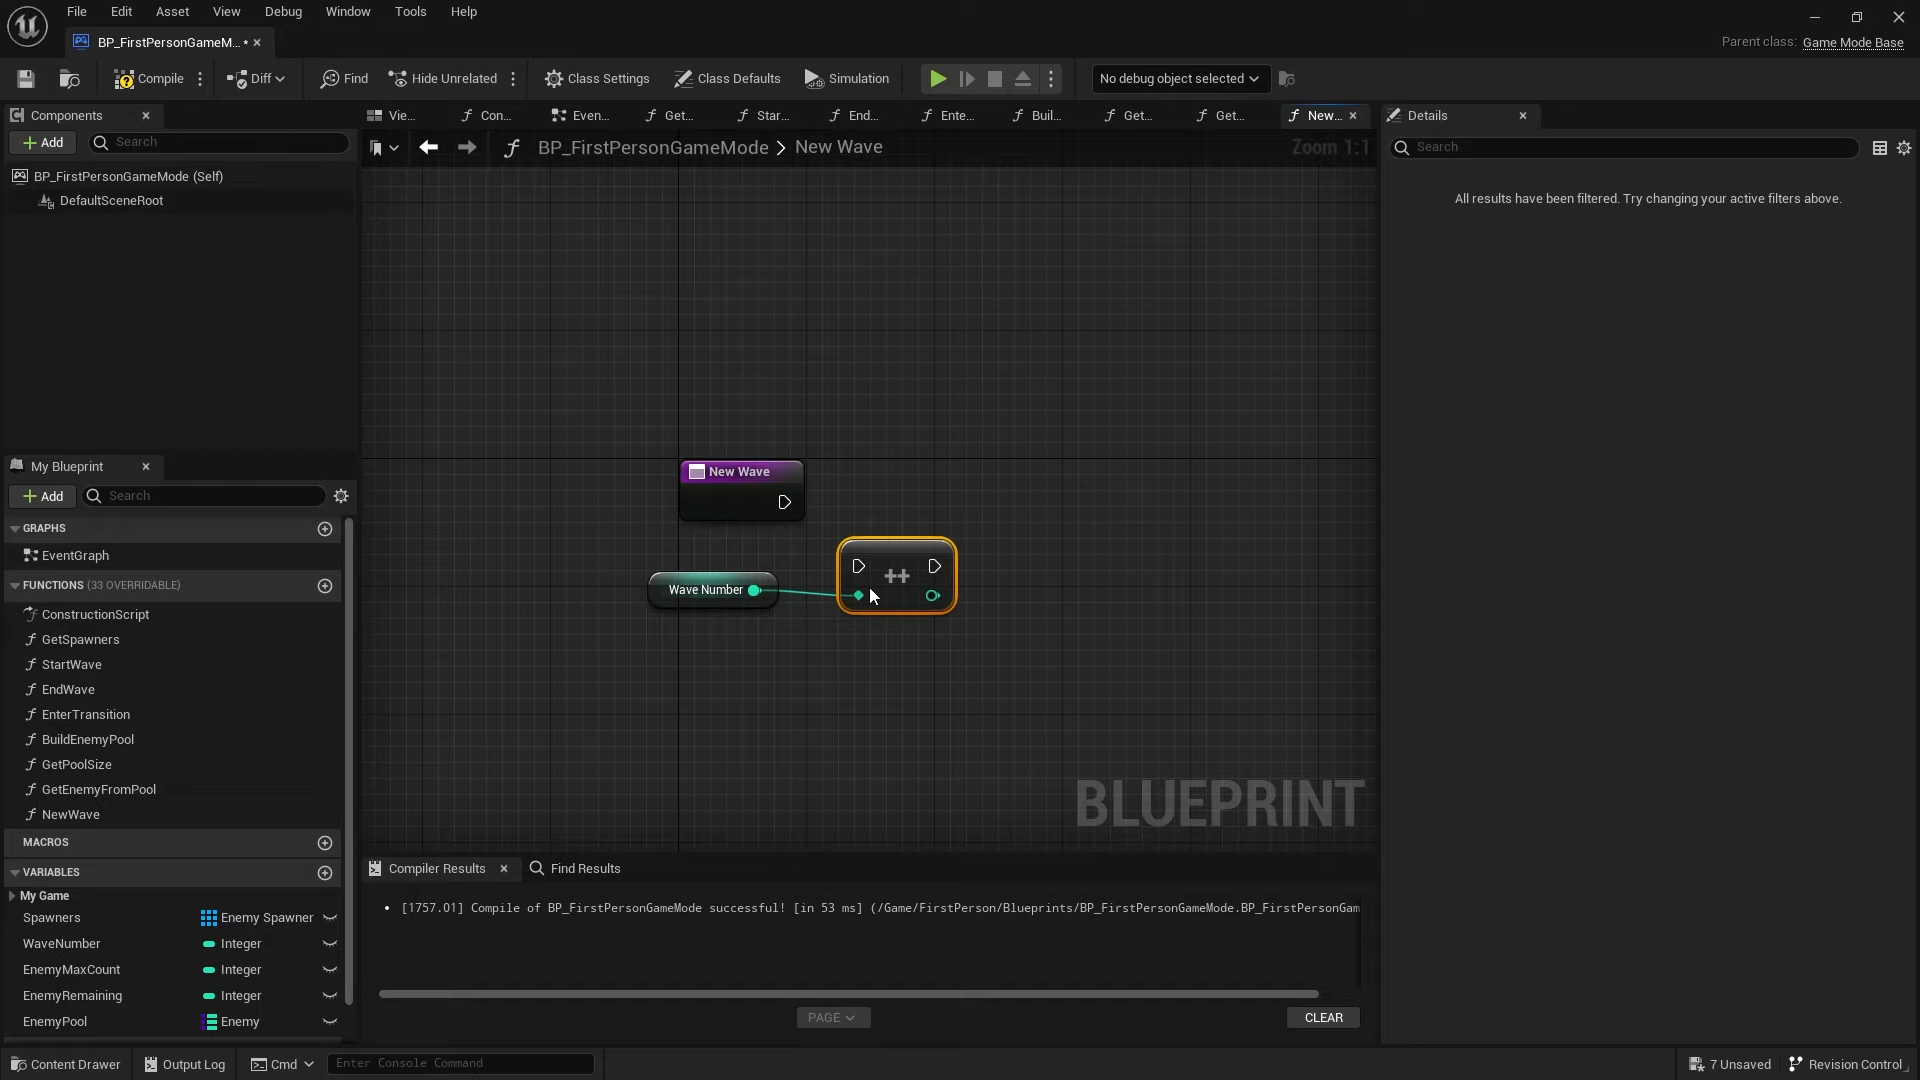 File Edit Asset View Debug Window Tools Help
BP_FirstPersonGameM... •
Parent class: Game Mode Base
Compile Diff Find Hide Unrelated Class Settings Class Defaults Simulation No debug object selected
Components
Add Search
BP_FirstPersonGameMode (Self)
DefaultSceneRoot
Vie... Con... Even... Get... Star... End... Ente... Buil... Get... Get... New...
BP_FirstPersonGameMode > New Wave
Zoom 1:1
New Wave
Wave Number
++
BLUEPRINT
Details
Search
All results have been filtered. Try changing your active filters above.
My Blueprint
Add Search
GRAPHS
EventGraph
FUNCTIONS (33 OVERRIDABLE)
ConstructionScript
GetSpawners
StartWave
EndWave
EnterTransition
BuildEnemyPool
GetPoolSize
GetEnemyFromPool
NewWave
MACROS
VARIABLES
My Game
Spawners Enemy Spawner
WaveNumber Integer
EnemyMaxCount Integer
EnemyRemaining Integer
EnemyPool Enemy
Compiler Results Find Results
• [1757.01] Compile of BP_FirstPersonGameMode successful! [in 53 ms] (/Game/FirstPerson/Blueprints/BP_FirstPersonGameMode.BP_FirstPersonGam
PAGE
CLEAR
Content Drawer Output Log Cmd Enter Console Command
7 Unsaved Revision Control